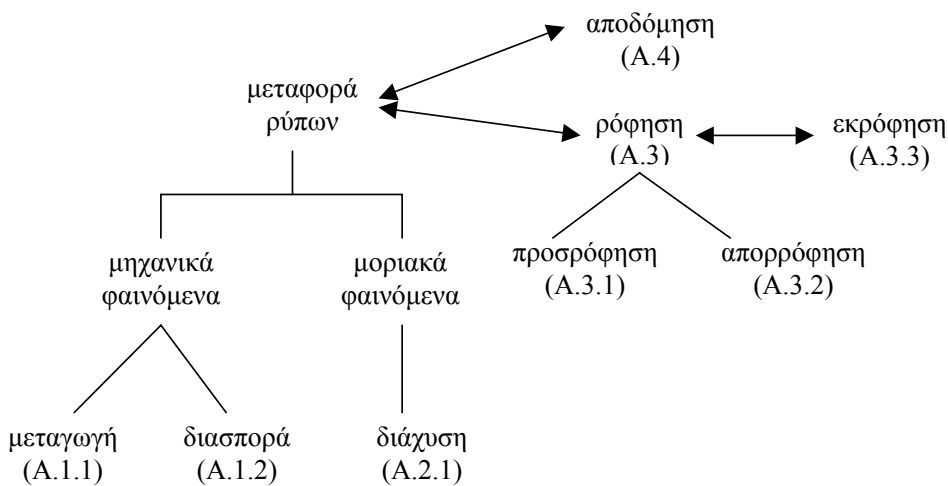 αποδόμηση
(Α.4)
μεταφορά
ρύπων
ρόφηση
(Α.3)
εκρόφηση
(Α.3.3)
μηχανικά
φαινόμενα
μοριακά
φαινόμενα
προσρόφηση
(Α.3.1)
απορρόφηση
(Α.3.2)
μεταγωγή
(Α.1.1)
διασπορά
(Α.1.2)
διάχυση
(Α.2.1)